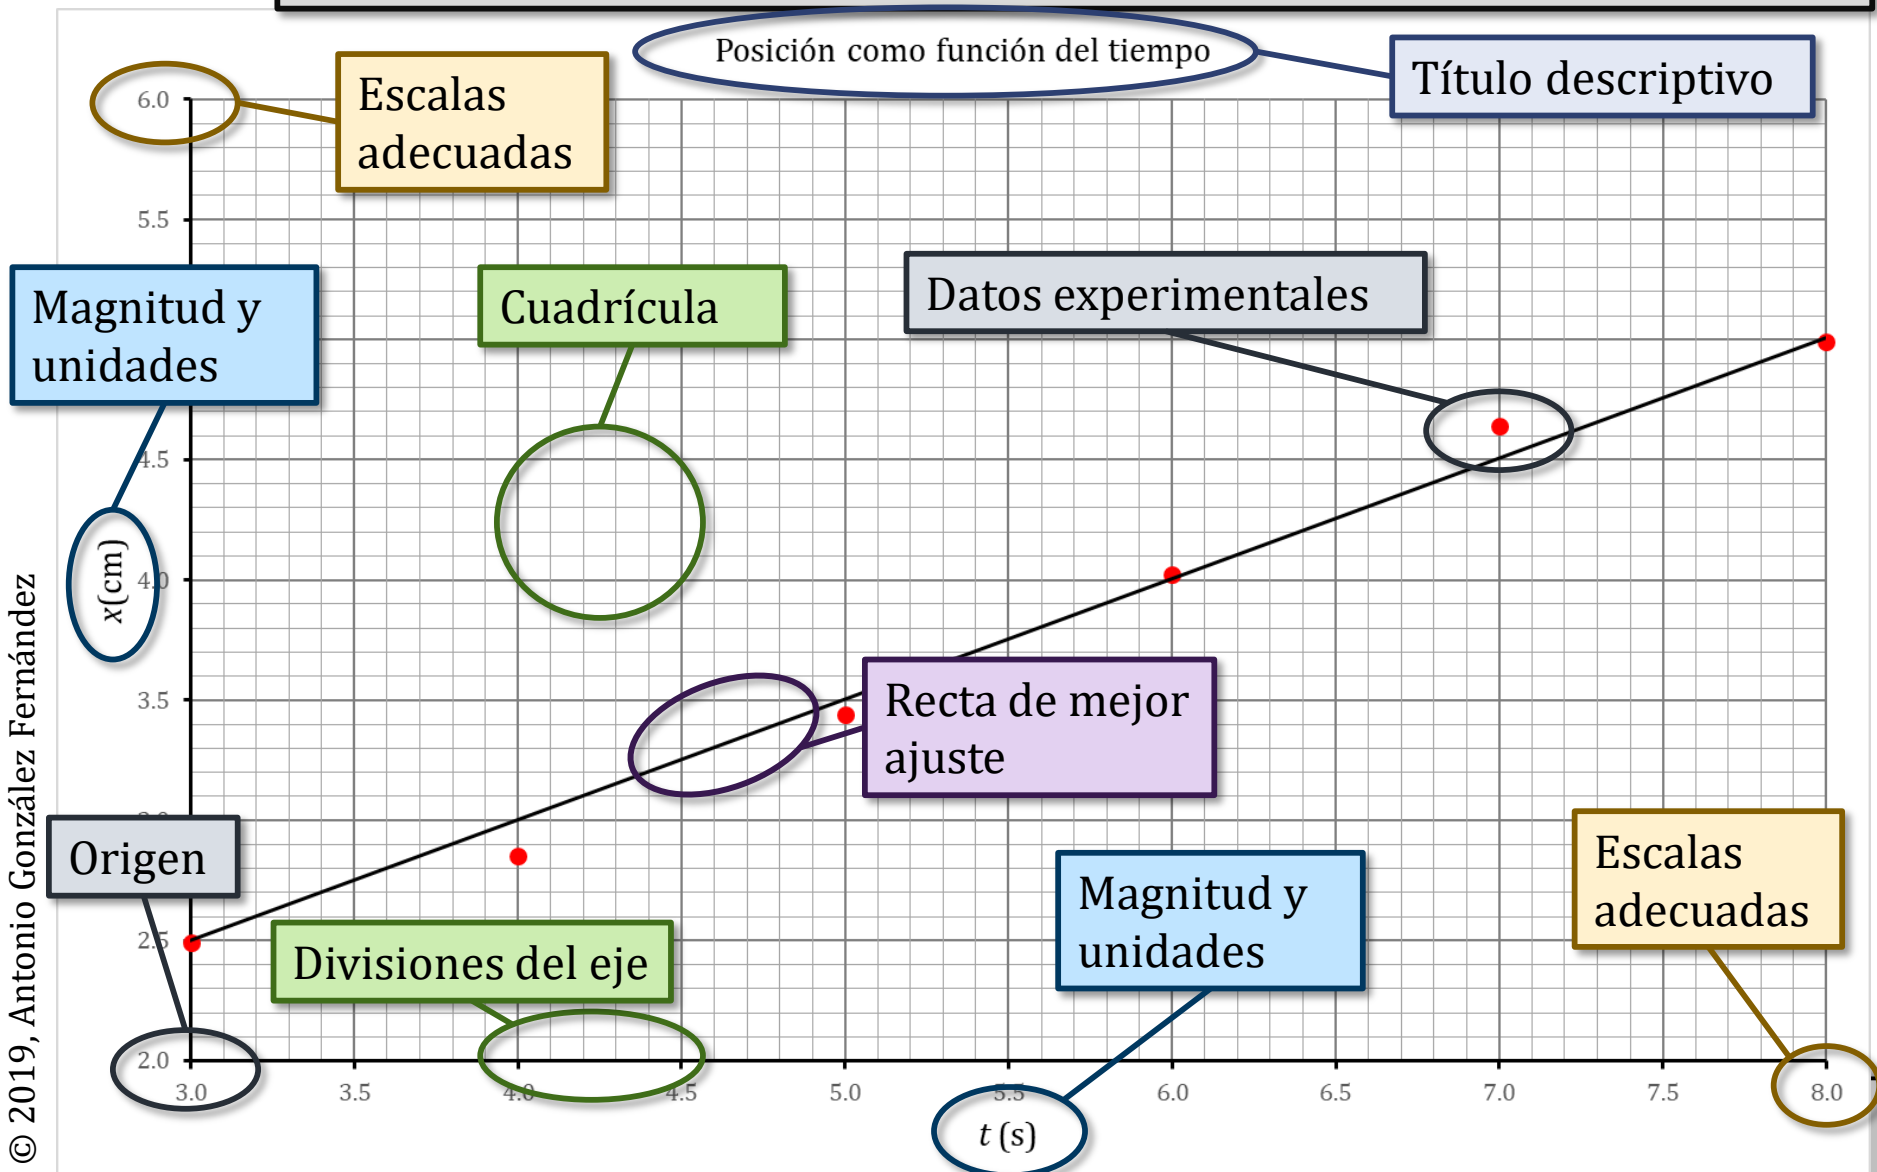 Posición como función del tiempo
Título descriptivo
Escalas
adecuadas
6.0
5.5
Magnitud y
unidades
Cuadrícula
Datos experimentales
4.5
x(cm)
4.0
3.5
Recta de mejor
ajuste
3.0
Origen
2.5
Divisiones del eje
Magnitud y
unidades
Escalas
adecuadas
2.0
3.0 3.5 4.0 4.5 5.0 5.5 6.0 6.5 7.0 7.5 8.0
t (s)
© 2019, Antonio González Fernández